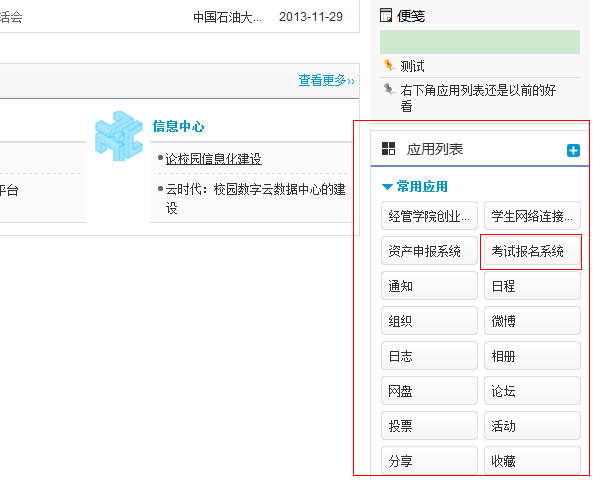 活会
中国石油大... 2013-11-29
查看更多››
信息中心
论校园信息化建设
平台
云时代：校园数字云数据中心的建
设
便笺
测试
右下角应用列表还是以前的好
看
应用列表
常用应用
经管学院创业... 学生网络连接...
资产申报系统 考试报名系统
通知 日程
组织 微博
日志 相册
网盘 论坛
投票 活动
分享 收藏